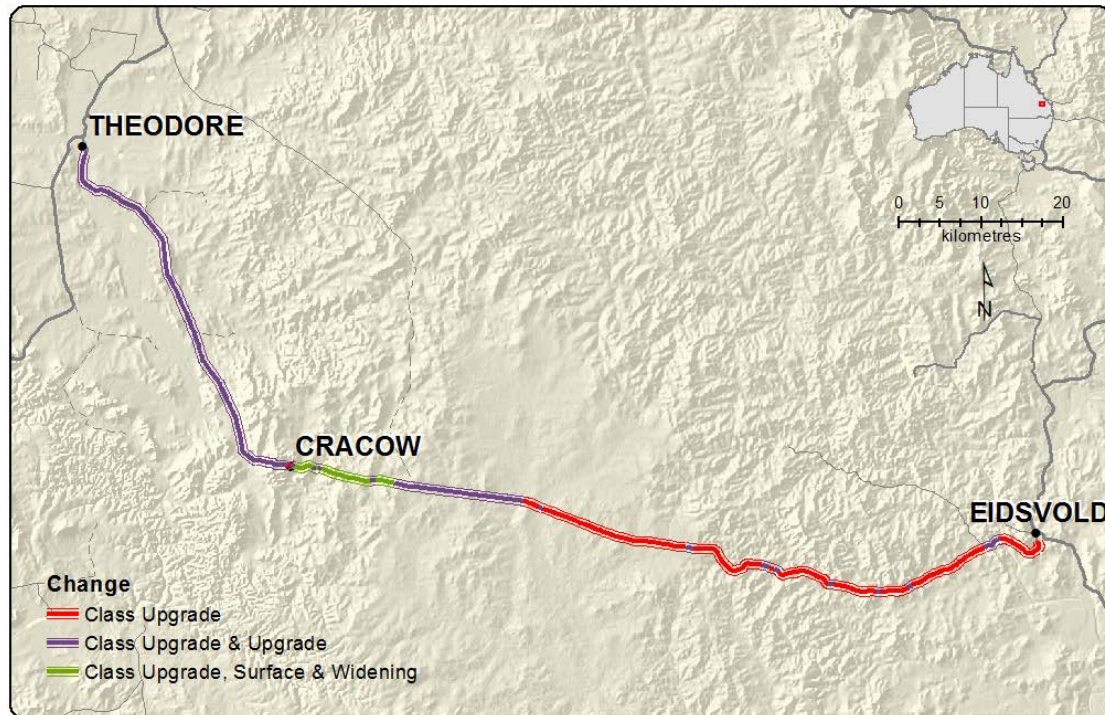 THEODORE
0 5 10 20
kilometres
N
CRACOW
EIDSVOLD
Change
Class Upgrade
Class Upgrade & Upgrade
Class Upgrade, Surface & Widening